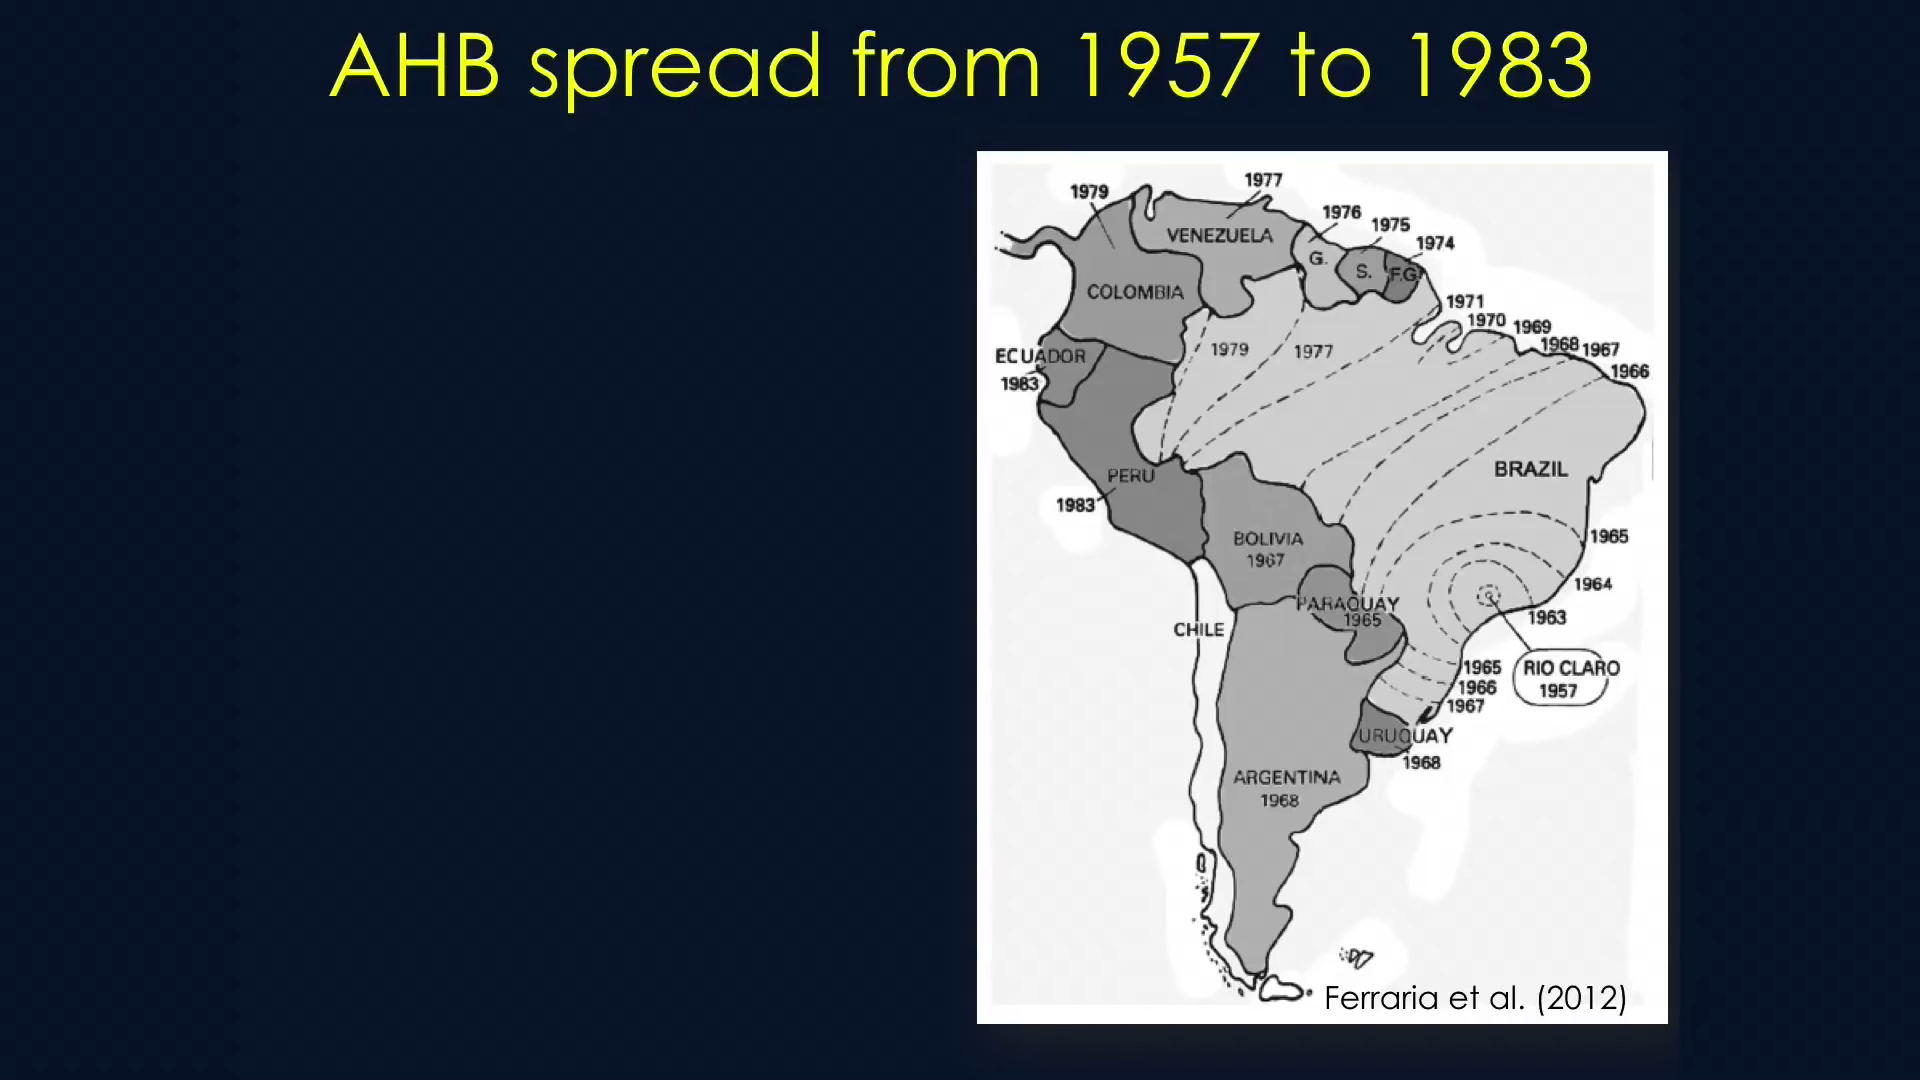 AHB spread from 1957 to 1983
1977
1979
1976
1975
VENEZUELA
1974
G.
S.
F.G.
COLOMBIA
1971
1970
1969
1968
1967
1979
1977
ECUADOR
1983
1966
BRAZIL
PERU
1983
BOLIVIA
1967
1965
1964
PARAQUAY
1965
1963
CHILE
1965
RIO CLARO
1957
1966
1967
URUQUAY
1968
ARGENTINA
1968
Ferraria et al. (2012)